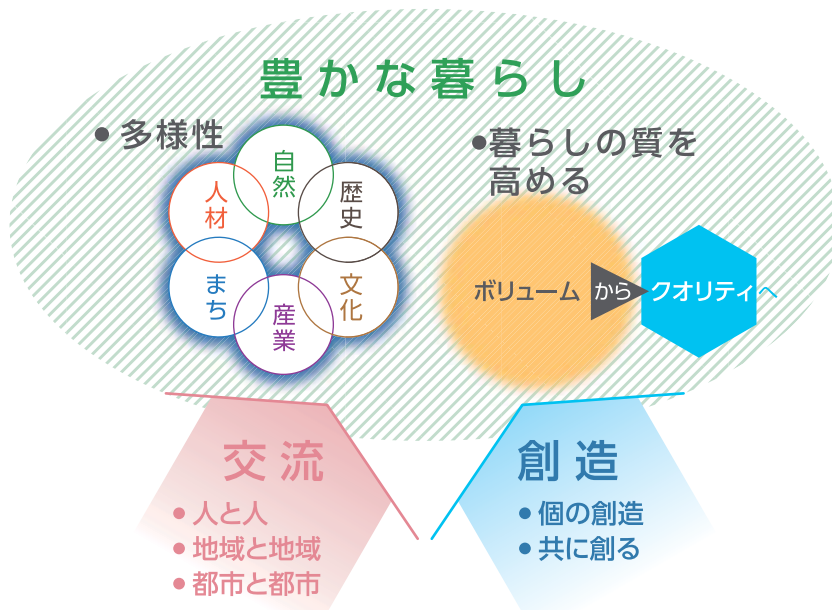 豊かな暮らし
●多様性
自然
人材
歴史
まち
文化
産業
●暮らしの質を
高める
ボリューム から クオリティへ
交流
●人と人
●地域と地域
●都市と都市
創造
●個の創造
●共に創る